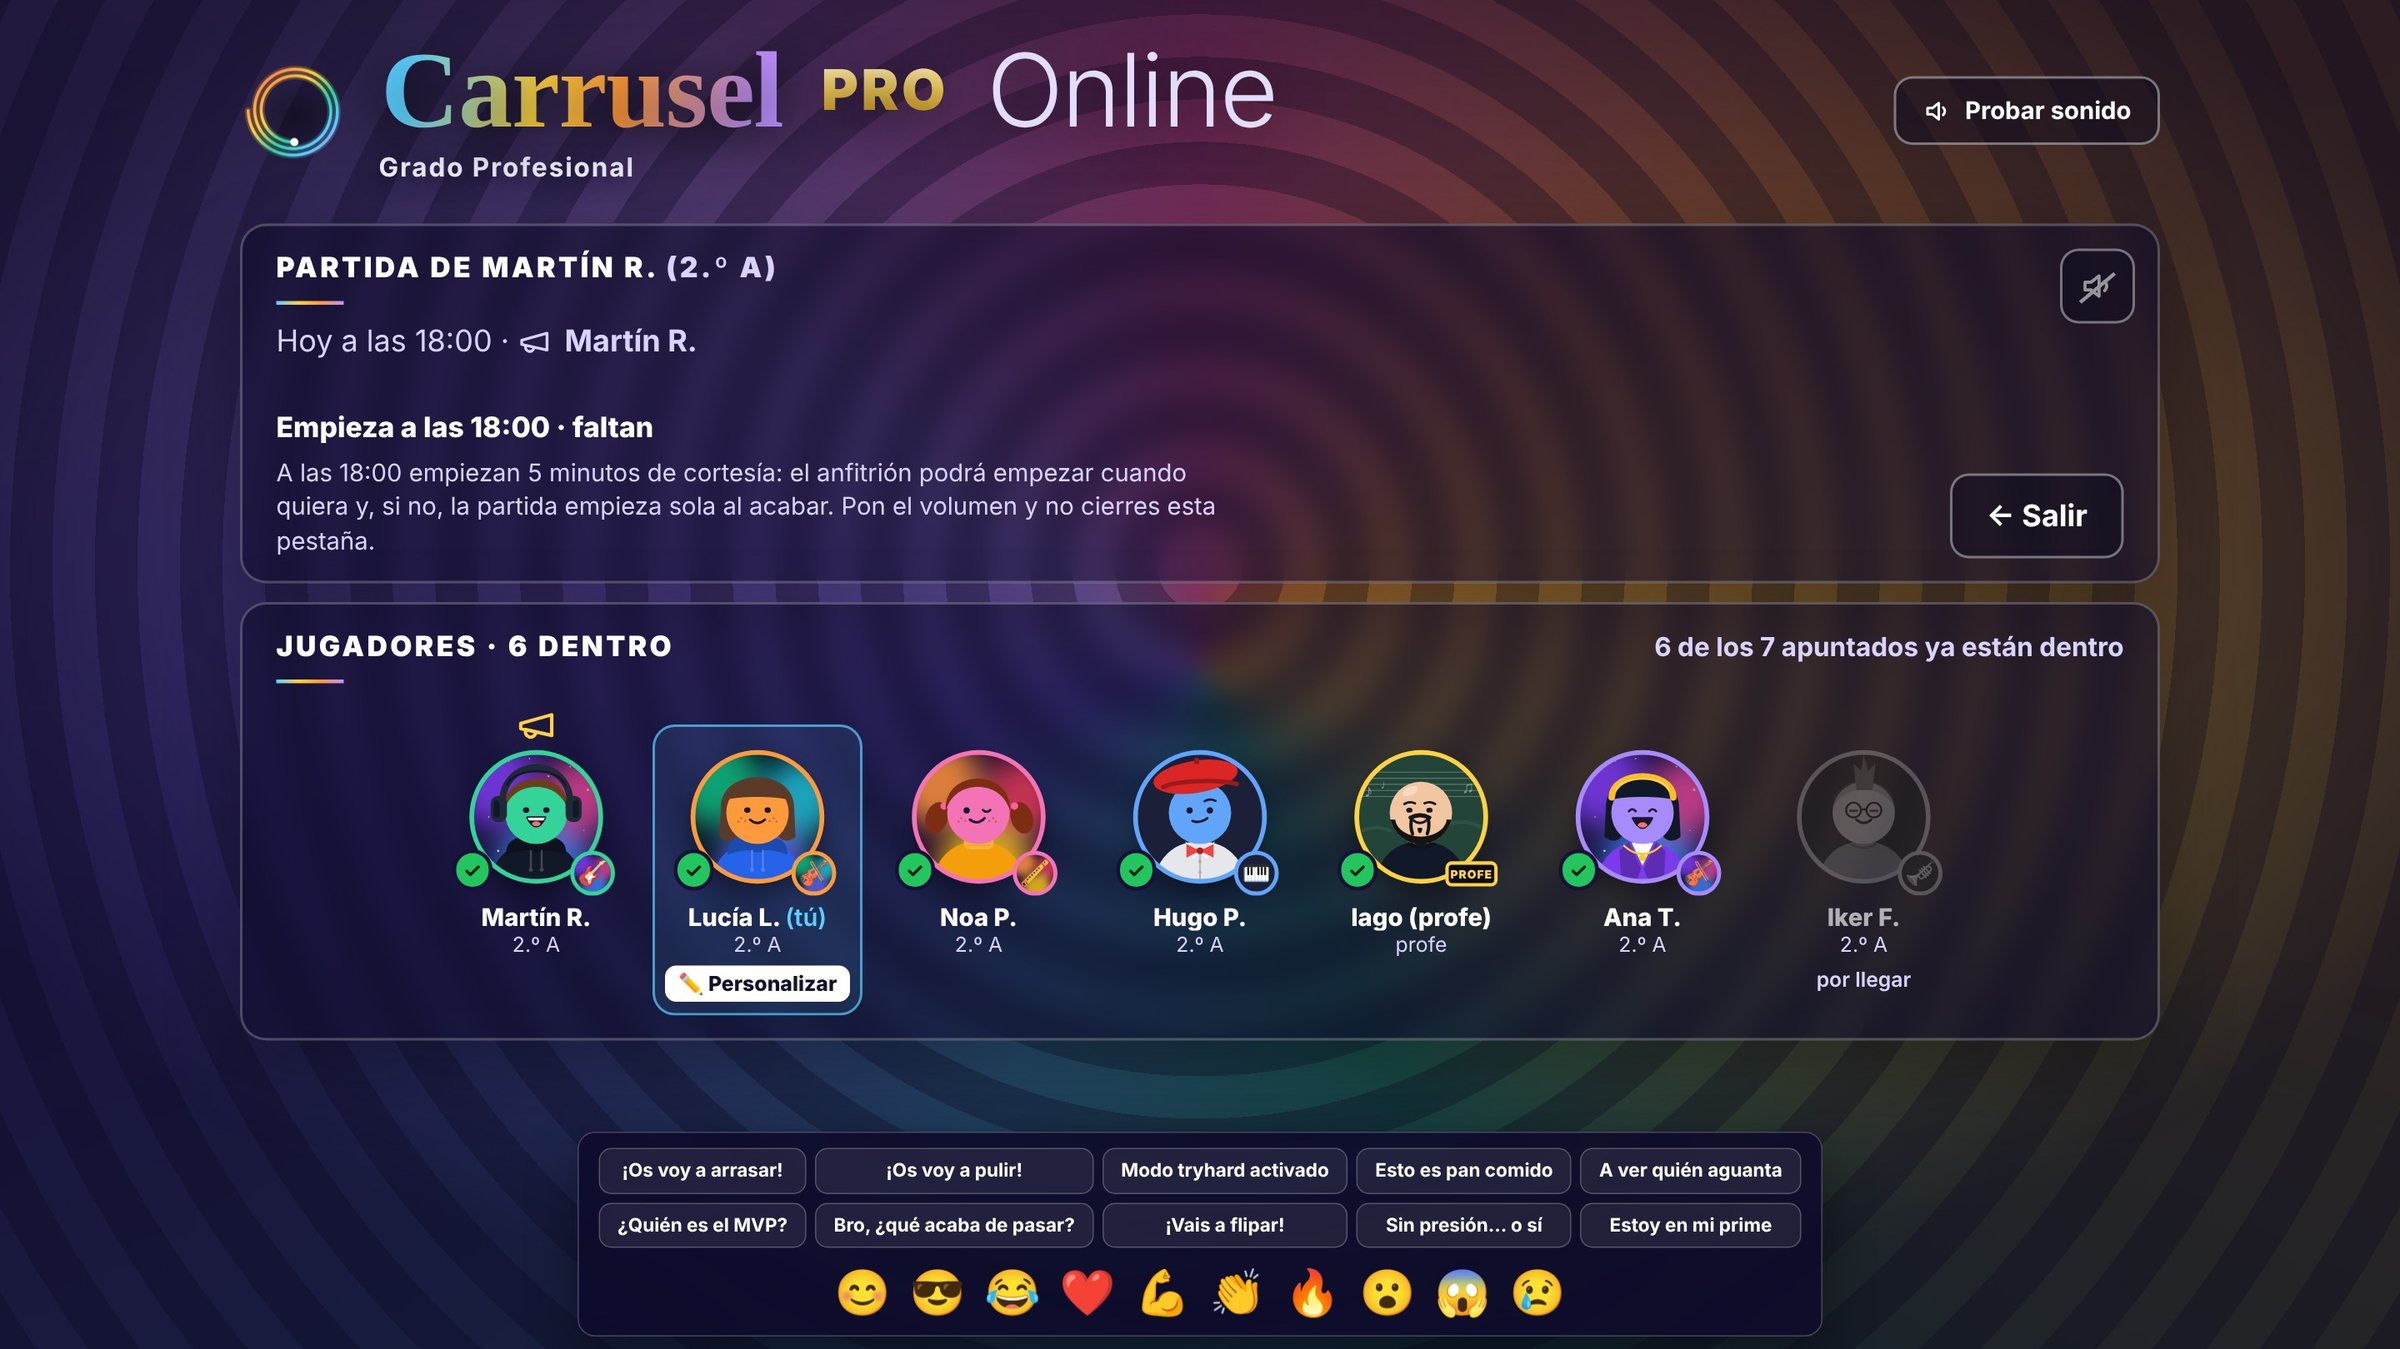 Carrusel PRO Online
Grado Profesional
Probar sonido
PARTIDA DE MARTÍN R. (2.º A)
Hoy a las 18:00 · Martín R.
Empieza a las 18:00 · faltan
A las 18:00 empiezan 5 minutos de cortesía: el anfitrión podrá empezar cuando
quiera y, si no, la partida empieza sola al acabar. Pon el volumen y no cierres esta
pestaña.
← Salir
JUGADORES · 6 DENTRO
6 de los 7 apuntados ya están dentro
PROFE
Martín R.
2.º A
Lucía L. (tú)
2.º A
Personalizar
Noa P.
2.º A
Hugo P.
2.º A
Iago (profe)
profe
Ana T.
2.º A
Iker F.
2.º A
por llegar
¡Os voy a arrasar!
¡Os voy a pulir!
Modo tryhard activado
Esto es pan comido
A ver quién aguanta
¿Quién es el MVP?
Bro, ¿qué acaba de pasar?
¡Vais a flipar!
Sin presión... o sí
Estoy en mi prime